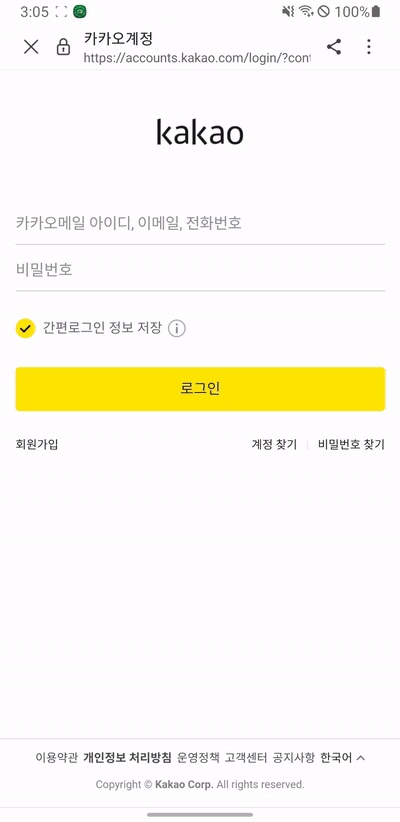 3:05 100%
카카오계정
https://accounts.kakao.com/login/?con
kakao
카카오메일 아이디, 이메일, 전화번호
비밀번호
간편로그인 정보 저장
로그인
회원가입 계정 찾기 비밀번호 찾기
이용약관 개인정보 처리방침 운영정책 고객센터 공지사항 한국어
Copyright © Kakao Corp. All rights reserved.